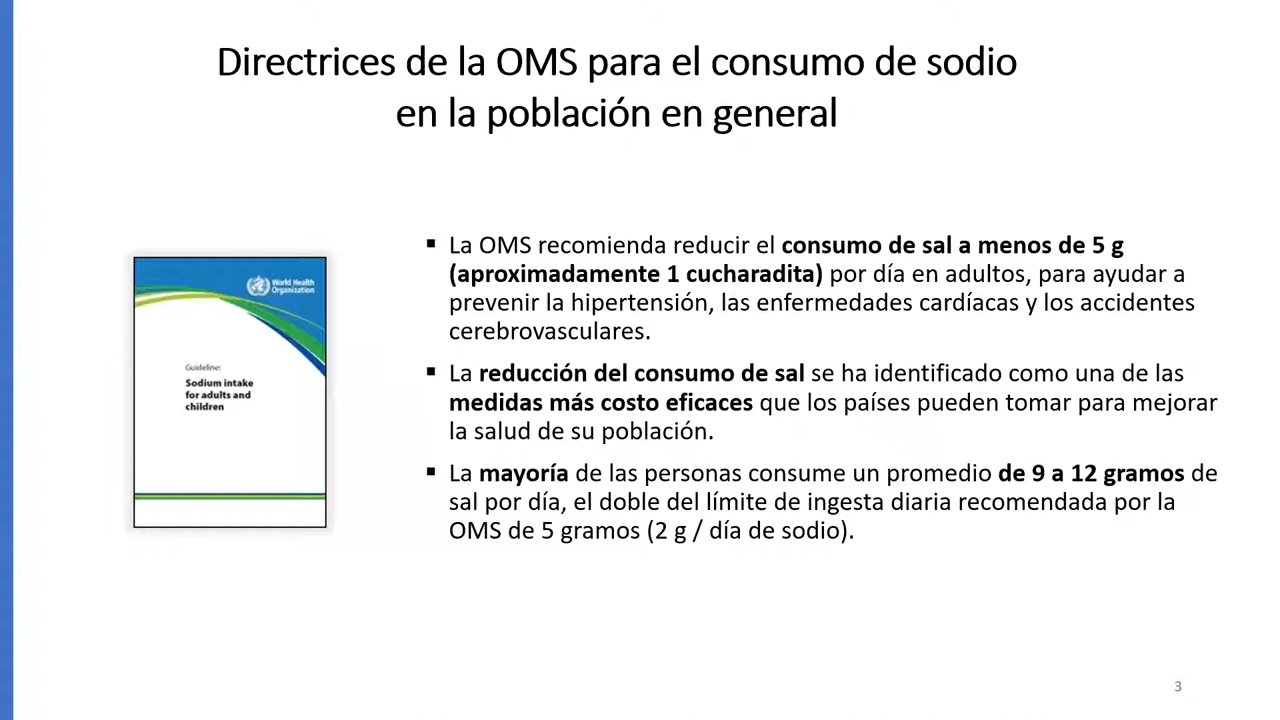 Directrices de la OMS para el consumo de sodio
en la población en general
World Health
Organization
Guideline:
Sodium intake
for adults and
children
▪ La OMS recomienda reducir el consumo de sal a menos de 5 g
(aproximadamente 1 cucharadita) por día en adultos, para ayudar a
prevenir la hipertensión, las enfermedades cardíacas y los accidentes
cerebrovasculares.
▪ La reducción del consumo de sal se ha identificado como una de las
medidas más costo eficaces que los países pueden tomar para mejorar
la salud de su población.
▪ La mayoría de las personas consume un promedio de 9 a 12 gramos de
sal por día, el doble del límite de ingesta diaria recomendada por la
OMS de 5 gramos (2 g / día de sodio).
3